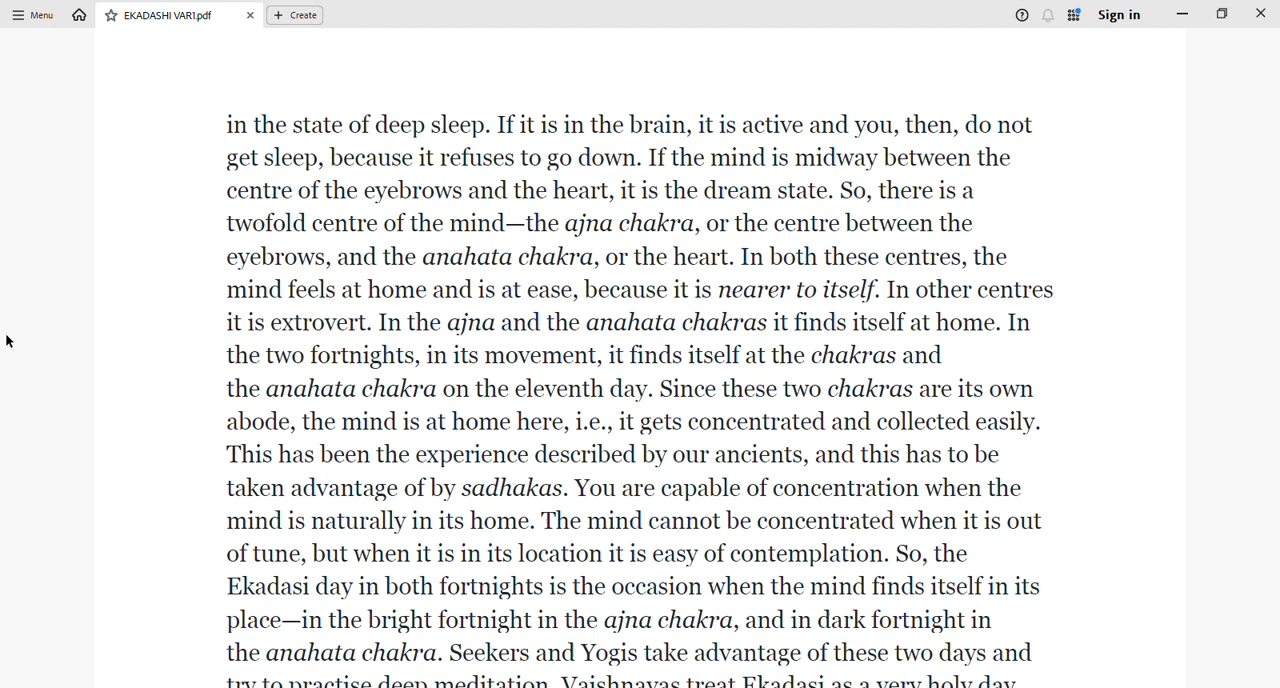 Menu
EKADASHI VAR1.pdf
Create
Sign in
in the state of deep sleep. If it is in the brain, it is active and you, then, do not
get sleep, because it refuses to go down. If the mind is midway between the
centre of the eyebrows and the heart, it is the dream state. So, there is a
twofold centre of the mind—the ajna chakra, or the centre between the
eyebrows, and the anahata chakra, or the heart. In both these centres, the
mind feels at home and is at ease, because it is nearer to itself. In other centres
it is extrovert. In the ajna and the anahata chakras it finds itself at home. In
the two fortnights, in its movement, it finds itself at the chakras and
the anahata chakra on the eleventh day. Since these two chakras are its own
abode, the mind is at home here, i.e., it gets concentrated and collected easily.
This has been the experience described by our ancients, and this has to be
taken advantage of by sadhakas. You are capable of concentration when the
mind is naturally in its home. The mind cannot be concentrated when it is out
of tune, but when it is in its location it is easy of contemplation. So, the
Ekadasi day in both fortnights is the occasion when the mind finds itself in its
place—in the bright fortnight in the ajna chakra, and in dark fortnight in
the anahata chakra. Seekers and Yogis take advantage of these two days and
try to practise deep meditation. Vaishnavas treat Ekadasi as a very holy day